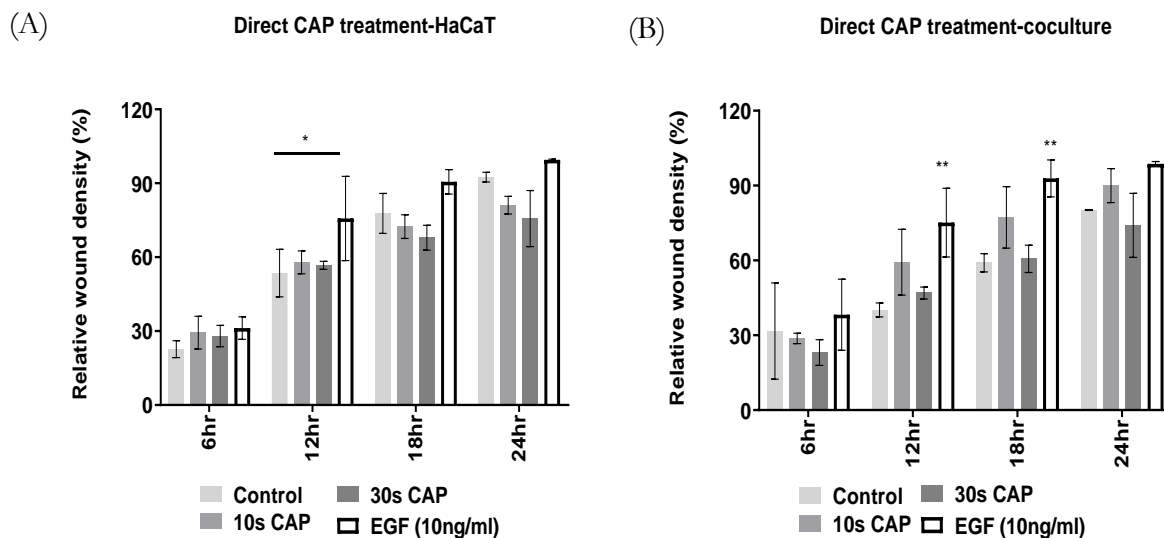 (A)
Direct CAP treatment-HaCaT
Relative wound density (%)
120
90
60
30
0
*
6hr
12hr
18hr
24hr
Control
10s CAP
30s CAP
EGF (10ng/ml)
(B)
Direct CAP treatment-coculture
Relative wound density (%)
120
90
60
30
0
**
**
6hr
12hr
18hr
24hr
Control
10s CAP
30s CAP
EGF (10ng/ml)